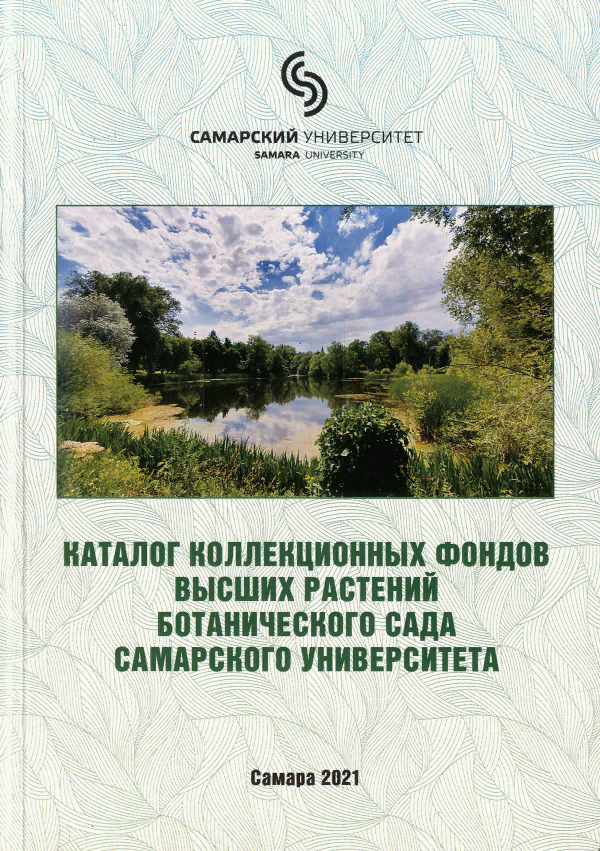 САМАРСКИЙ УНИВЕРСИТЕТ
SAMARA UNIVERSITY
КАТАЛОГ КОЛЛЕКЦИОННЫХ ФОНДОВ
ВЫСШИХ РАСТЕНИЙ
БОТАНИЧЕСКОГО САДА
САМАРСКОГО УНИВЕРСИТЕТА
Самара 2021